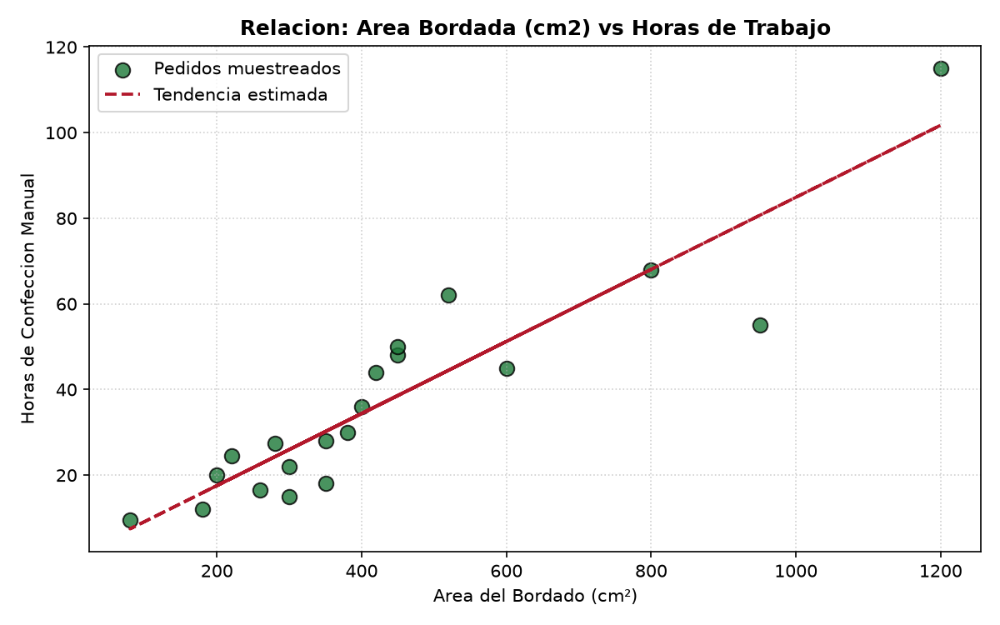 Relacion: Area Bordada (cm2) vs Horas de Trabajo
Pedidos muestreados
Tendencia estimada
Horas de Confeccion Manual
120
100
80
60
40
20
200 400 600 800 1000 1200
Area del Bordado (cm²)